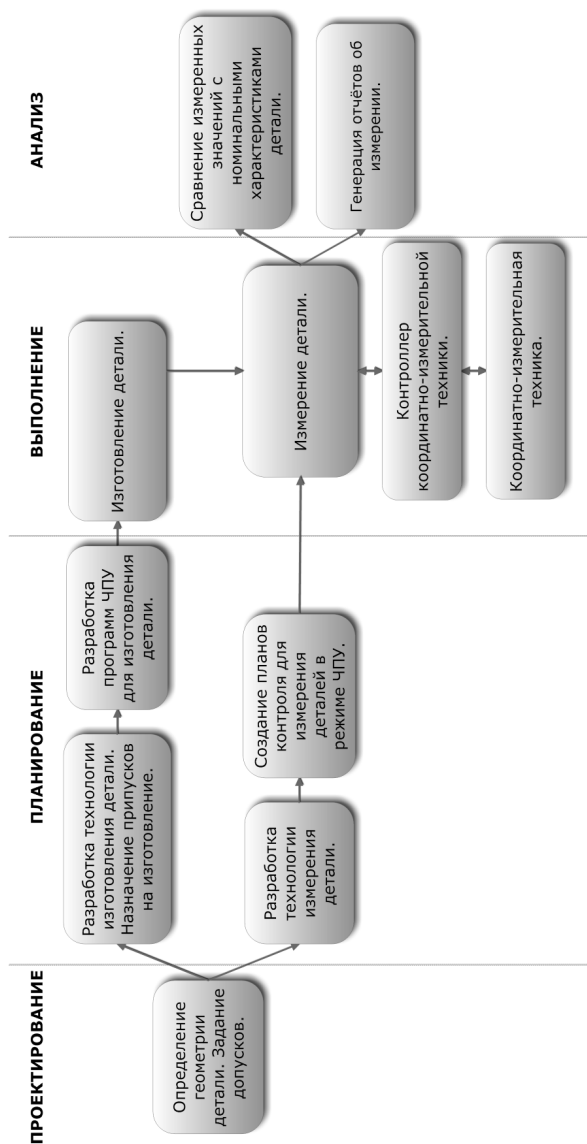 ПРОЕКТИРОВАНИЕ
ПЛАНИРОВАНИЕ
ВЫПОЛНЕНИЕ
АНАЛИЗ
Определение
геометрии
детали. Задание
допусков.
Разработка технологии
изготовления детали.
Назначение припусков
на изготовление.
Разработка
программ ЧПУ
для изготовления
детали.
Изготовление детали.
Разработка
технологии
измерения
детали.
Создание планов
контроля для
измерения
деталей в
режиме ЧПУ.
Измерение детали.
Контроллер
координатно-измерительной
техники.
Координатно-измерительная
техника.
Сравнение измеренных
значений с
номинальными
характеристиками
детали.
Генерация отчётов об
измерении.